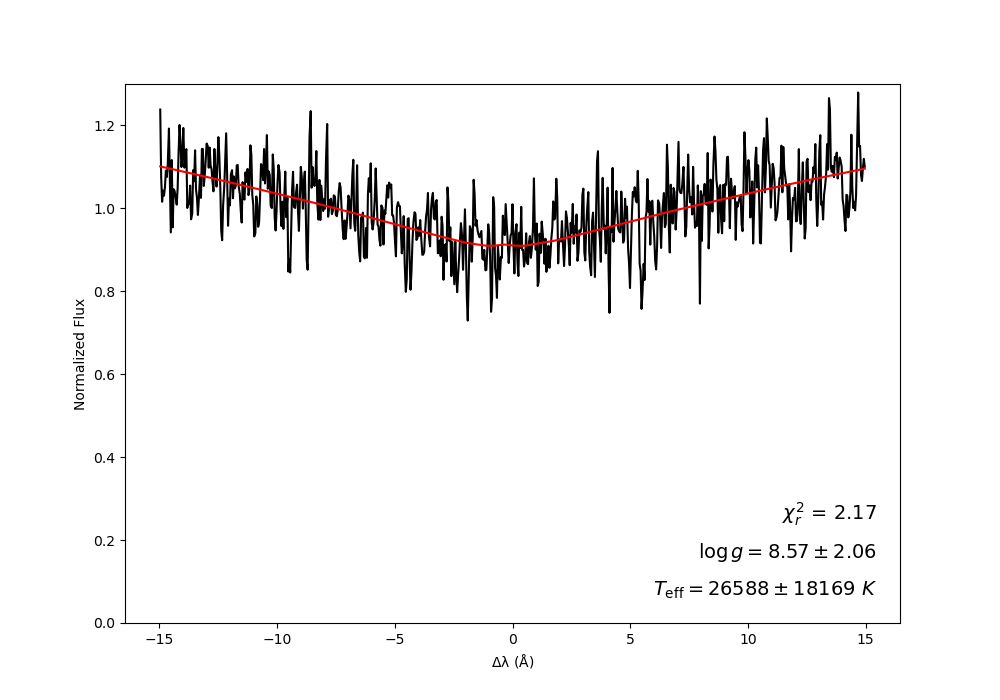 1.2
1.0
0.8
0.6
0.4
0.2
0.0
Normalized Flux
χ²ᵣ = 2.17
log g = 8.57 ± 2.06
T_eff = 26588 ± 18169 K
−15 −10 −5 0 5 10 15
Δλ (Å)